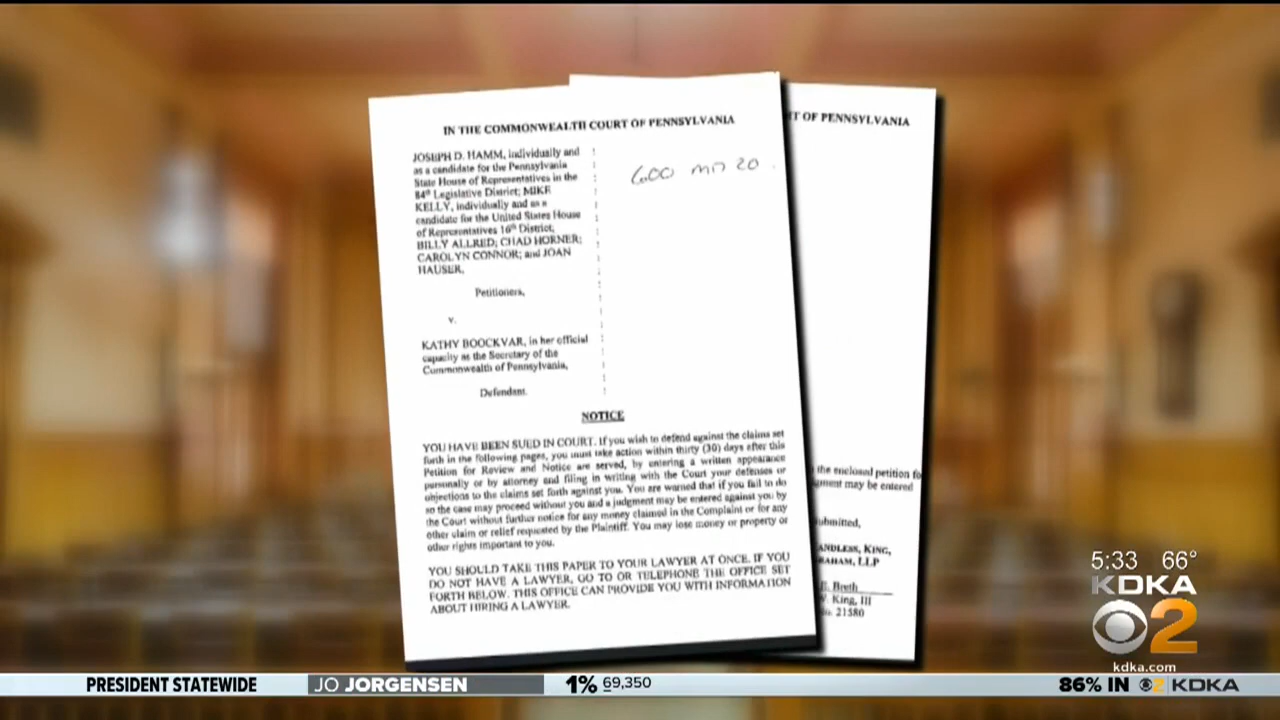 IN THE COMMONWEALTH COURT OF PENNSYLVANIA
JOSEPH D. HAMM, individually and
as a candidate for the Pennsylvania
State House of Representatives in the
84th Legislative District; MIKE
KELLY, individually and as a
candidate for the United States House
of Representatives 16th District,
BILLY ALLRED; CHAD HORNER;
CAROLYN CONNOR; and JOAN
HAUSER,
Petitioners,
v.
KATHY BOOCKVAR, in her official
capacity as the Secretary of the
Commonwealth of Pennsylvania,
Defendant.
600 MD 20
NOTICE
YOU HAVE BEEN SUED IN COURT. If you wish to defend against the claims set
forth in the following pages, you must take action within thirty (30) days after this
Petition for Review and Notice are served, by entering a written appearance
personally or by attorney and filing in writing with the Court your defenses or
objections to the claims set forth against you. You are warned that if you fail to do
so the case may proceed without you and a judgment may be entered against you by
the Court without further notice for any money claimed in the Complaint or for any
other claim or relief requested by the Plaintiff. You may lose money or property or
other rights important to you.
YOU SHOULD TAKE THIS PAPER TO YOUR LAWYER AT ONCE. IF YOU
DO NOT HAVE A LAWYER, GO TO OR TELEPHONE THE OFFICE SET
FORTH BELOW. THIS OFFICE CAN PROVIDE YOU WITH INFORMATION
ABOUT HIRING A LAWYER.
T OF PENNSYLVANIA
the enclosed petition fo
gment may be entered
ubmitted,
ANDLESS, KING,
RAHAM, LLP
E. Breth
King, III
21580
5:33 66°
KDKA
2
kdka.com
PRESIDENT STATEWIDE JO JORGENSEN 1% 69,350 86% IN 2 KDKA